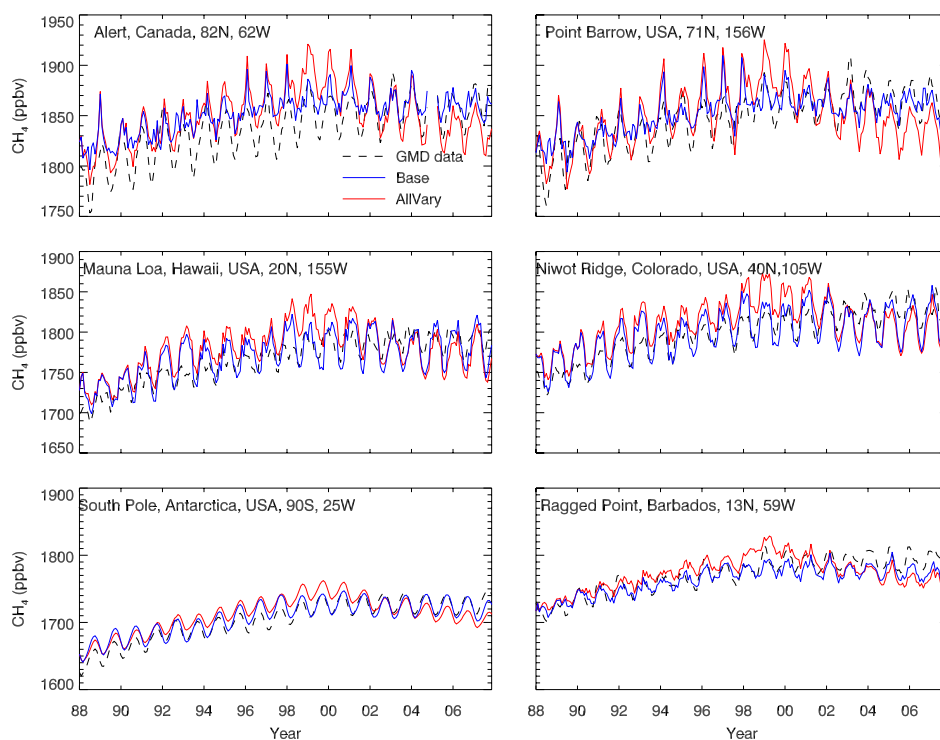 Alert, Canada, 82N, 62W
Point Barrow, USA, 71N, 156W
CH4 (ppbv)
1950
1900
1850
1800
1750
GMD data
Base
AllVary
Mauna Loa, Hawaii, USA, 20N, 155W
Niwot Ridge, Colorado, USA, 40N,105W
CH4 (ppbv)
1900
1850
1800
1750
1700
1650
South Pole, Antarctica, USA, 90S, 25W
Ragged Point, Barbados, 13N, 59W
CH4 (ppbv)
1900
1800
1700
1600
88 90 92 94 96 98 00 02 04 06
88 90 92 94 96 98 00 02 04 06
Year
Year